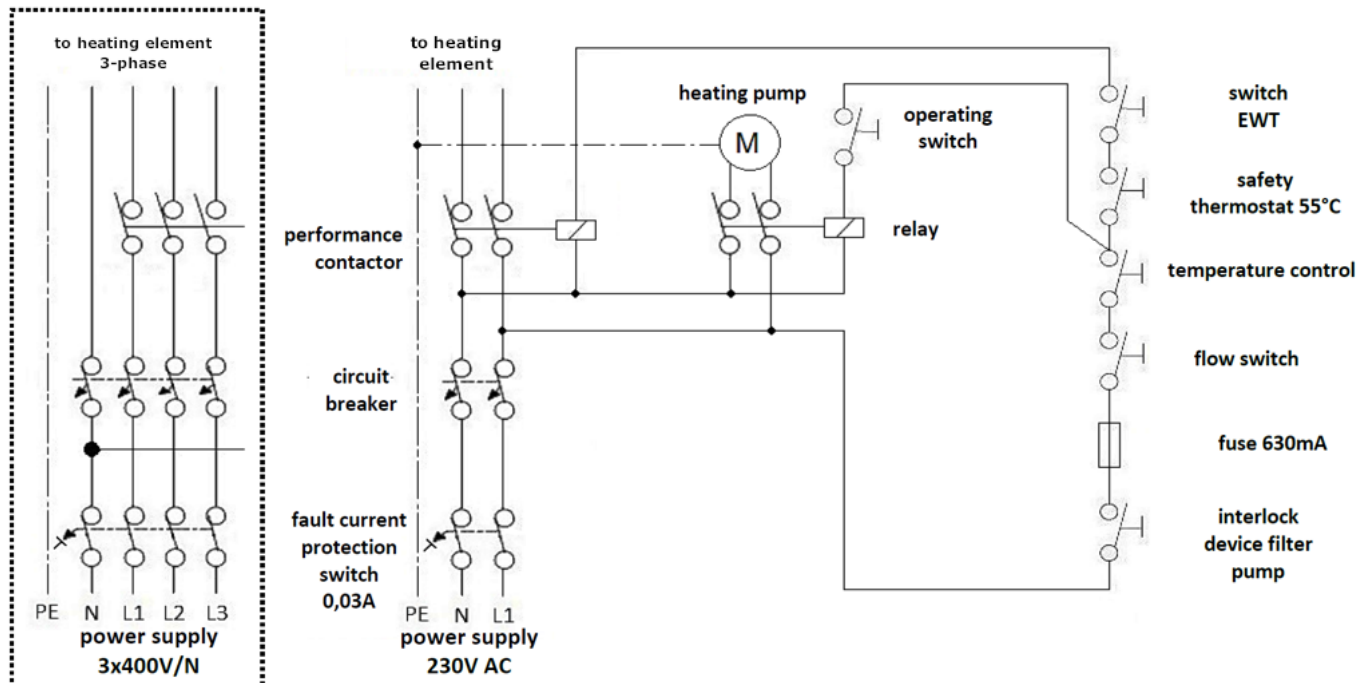 to heating element
3-phase
PE
N
L1
L2
L3
power supply
3x400V/N
to heating
element
performance
contactor
circuit
breaker
fault current
protection
switch
0,03A
PE
N
L1
power supply
230V AC
heating pump
M
operating
switch
relay
switch
EWT
safety
thermostat 55°C
temperature control
flow switch
fuse 630mA
interlock
device filter
pump